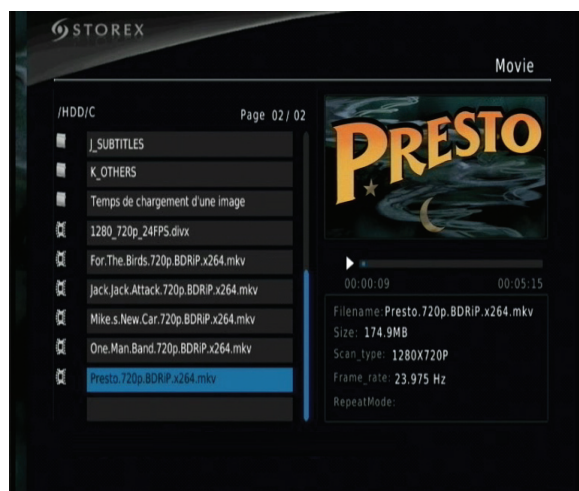 STOREX
Movie
/HDD/C
Page 02/02
J_SUBTITLES
K_OTHERS
Temps de chargement d'une image
1280_720p_24FPS.divx
For.The.Birds.720p.BDRiP.x264.mkv
Jack.Jack.Attack.720p.BDRiP.x264.mkv
Mike.s.New.Car.720p.BDRiP.x264.mkv
One.Man.Band.720p.BDRiP.x264.mkv
Presto.720p.BDRiP.x264.mkv
PRESTO
00:00:09
00:05:15
Filename:Presto.720p.BDRiP.x264.mkv
Size: 174.9MB
Scan_type: 1280X720P
Frame_rate: 23.975 Hz
RepeatMode: